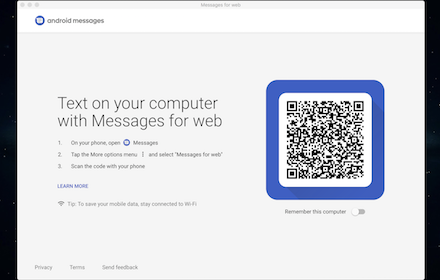 Messages for web
android messages
Text on your computer
with Messages for web
1. On your phone, open Messages
2. Tap the More options menu and select "Messages for web"
3. Scan the code with your phone
LEARN MORE
Tip: To save your mobile data, stay connected to Wi-Fi
Remember this computer
Privacy Terms Send feedback